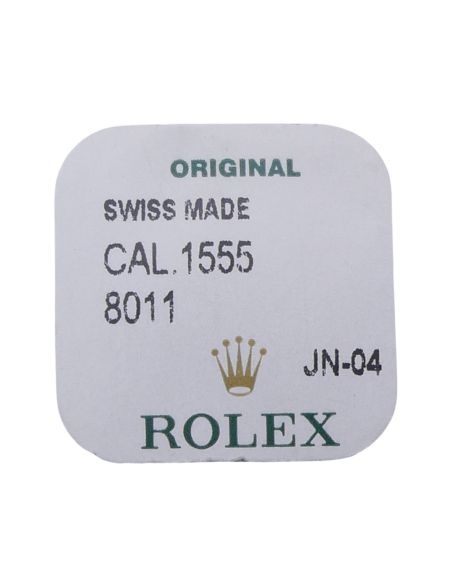 ORIGINAL
SWISS MADE
CAL.1555
8011
JN-04
ROLEX